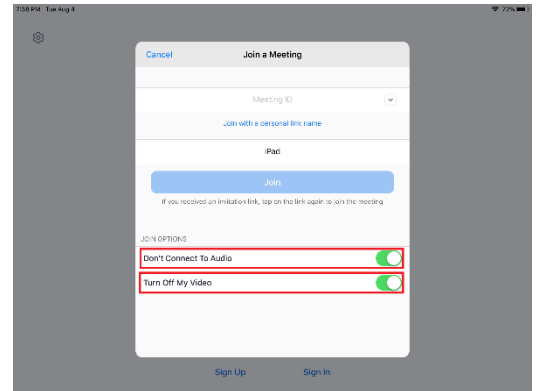 7:38 PM Tue Aug 4
72%
Cancel
Join a Meeting
Meeting ID
Join with a personal link name
iPad
Join
If you received an invitation link, tap on the link again to join the meeting
JOIN OPTIONS
Don't Connect To Audio
Turn Off My Video
Sign Up
Sign In